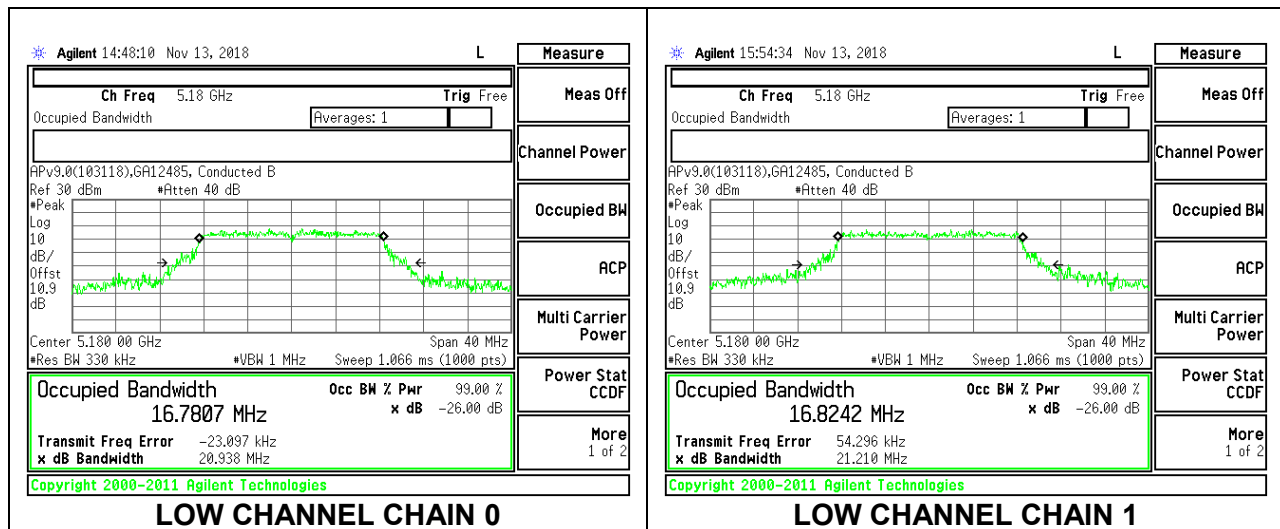 Agilent 14:48:10 Nov 13, 2018 L Measure
Ch Freq 5.18 GHz Trig Free
Occupied Bandwidth Averages: 1
APv9.0(103118),GA12485, Conducted B
Ref 30 dBm #Atten 40 dB
#Peak
Log
10
dB/
Offst
10.9
dB
Center 5.180 00 GHz Span 40 MHz
#Res BW 330 kHz #VBW 1 MHz Sweep 1.066 ms (1000 pts)
Occupied Bandwidth Occ BW % Pwr 99.00 %
16.7807 MHz x dB -26.00 dB
Transmit Freq Error -23.097 kHz
x dB Bandwidth 20.938 MHz
Copyright 2000-2011 Agilent Technologies
Meas Off
Channel Power
Occupied BW
ACP
Multi Carrier
Power
Power Stat
CCDF
More
1 of 2
LOW CHANNEL CHAIN 0
Agilent 15:54:34 Nov 13, 2018 L Measure
Ch Freq 5.18 GHz Trig Free
Occupied Bandwidth Averages: 1
APv9.0(103118),GA12485, Conducted B
Ref 30 dBm #Atten 40 dB
#Peak
Log
10
dB/
Offst
10.9
dB
Center 5.180 00 GHz Span 40 MHz
#Res BW 330 kHz #VBW 1 MHz Sweep 1.066 ms (1000 pts)
Occupied Bandwidth Occ BW % Pwr 99.00 %
16.8242 MHz x dB -26.00 dB
Transmit Freq Error 54.296 kHz
x dB Bandwidth 21.210 MHz
Copyright 2000-2011 Agilent Technologies
Meas Off
Channel Power
Occupied BW
ACP
Multi Carrier
Power
Power Stat
CCDF
More
1 of 2
LOW CHANNEL CHAIN 1